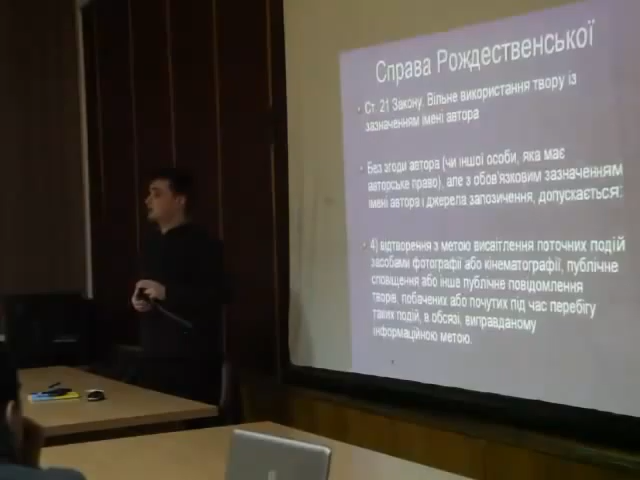 Справа Рождественської
Ст. 21 Закону. Вільне використання твору із
зазначенням імені автора
Без згоди автора (чи іншої особи, яка має
авторське право), але з обов'язковим зазначенням
імені автора і джерела запозичення, допускається:
4) відтворення з метою висвітлення поточних подій
засобами фотографії або кінематографії, публічне
сповіщення або інше публічне повідомлення
творів, побачених або почутих під час перебігу
таких подій, в обсязі, виправданому
інформаційною метою.